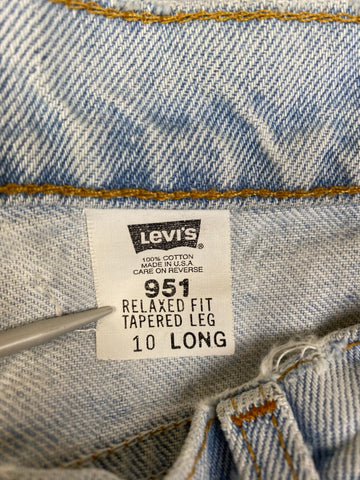 Levi's ®
100% COTTON
MADE IN U.S.A.
CARE ON REVERSE
951
RELAXED FIT
TAPERED LEG
10 LONG